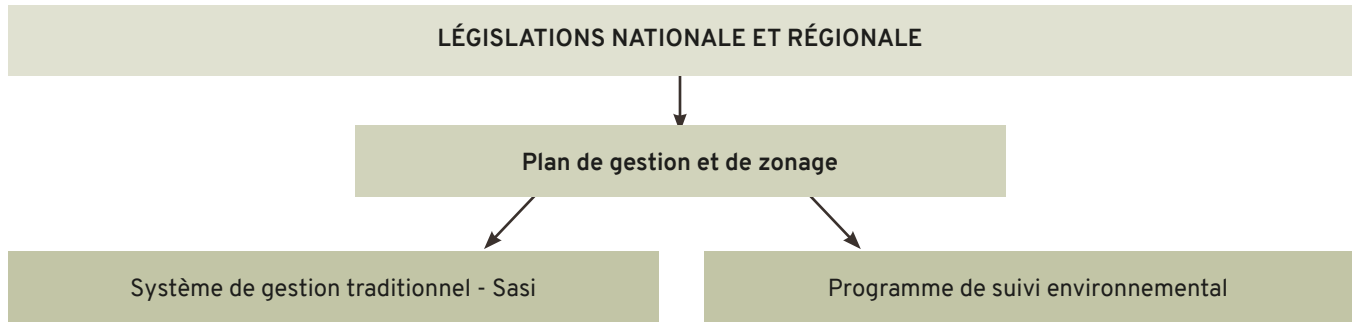 LÉGISLATIONS NATIONALE ET RÉGIONALE
Plan de gestion et de zonage
Système de gestion traditionnel - Sasi
Programme de suivi environnemental